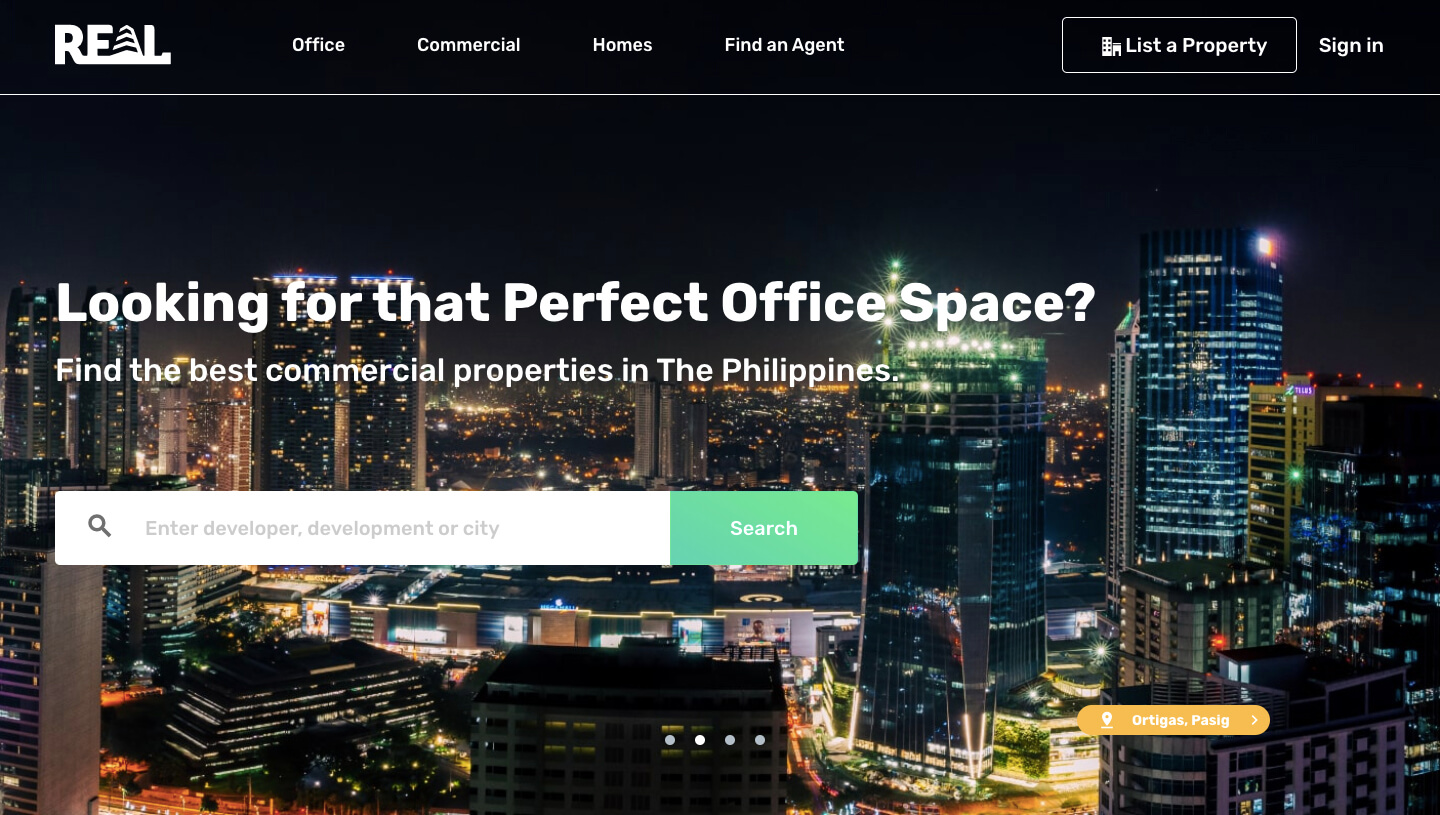 REAL
Office
Commercial
Homes
Find an Agent
List a Property
Sign in
Looking for that Perfect Office Space?
Find the best commercial properties in The Philippines.
Enter developer, development or city
Search
TELUS
Ortigas, Pasig